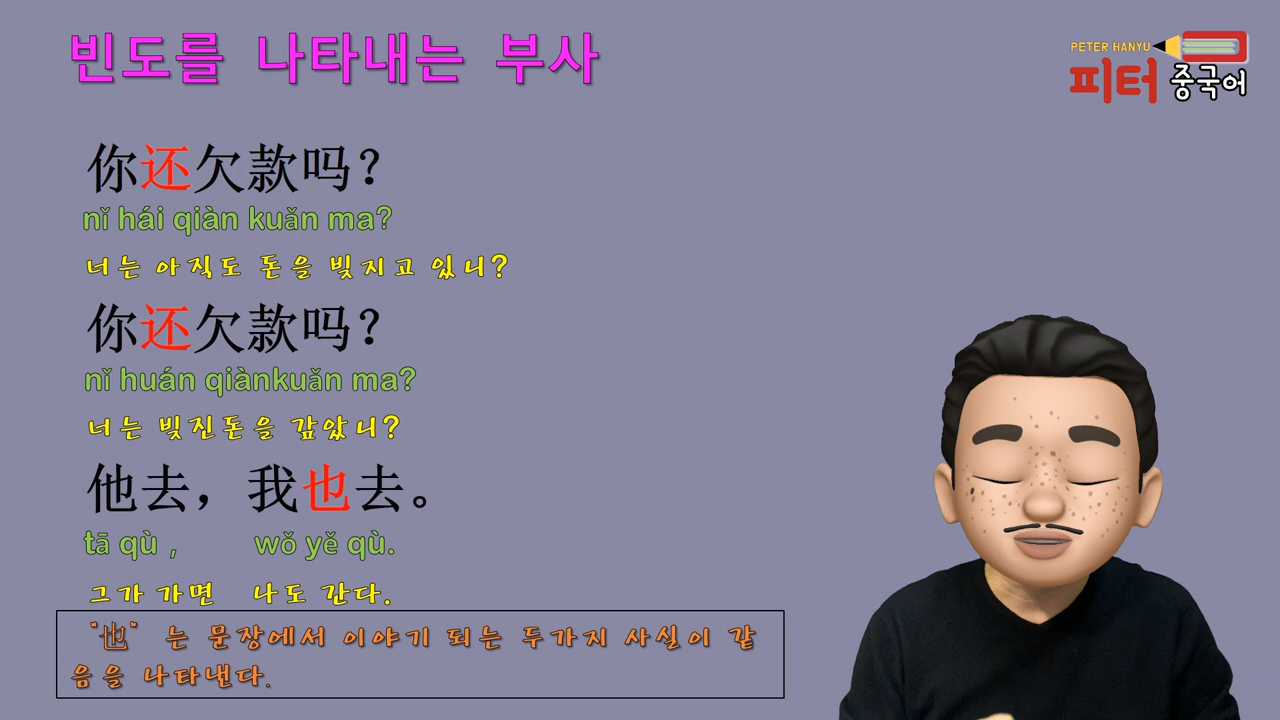 빈도를 나타내는 부사
PETER HANYU
피터 중국어
你还欠款吗？
nǐ hái qiàn kuǎn ma?
너는 아직도 돈을 빚지고 있니?
你还欠款吗？
nǐ huán qiànkuǎn ma?
너는 빚진돈을 갚았니?
他去，我也去。
tā qù , wǒ yě qù.
그가 가면 나도 간다.
"也" 는 문장에서 이야기 되는 두가지 사실이 같
음을 나타낸다.